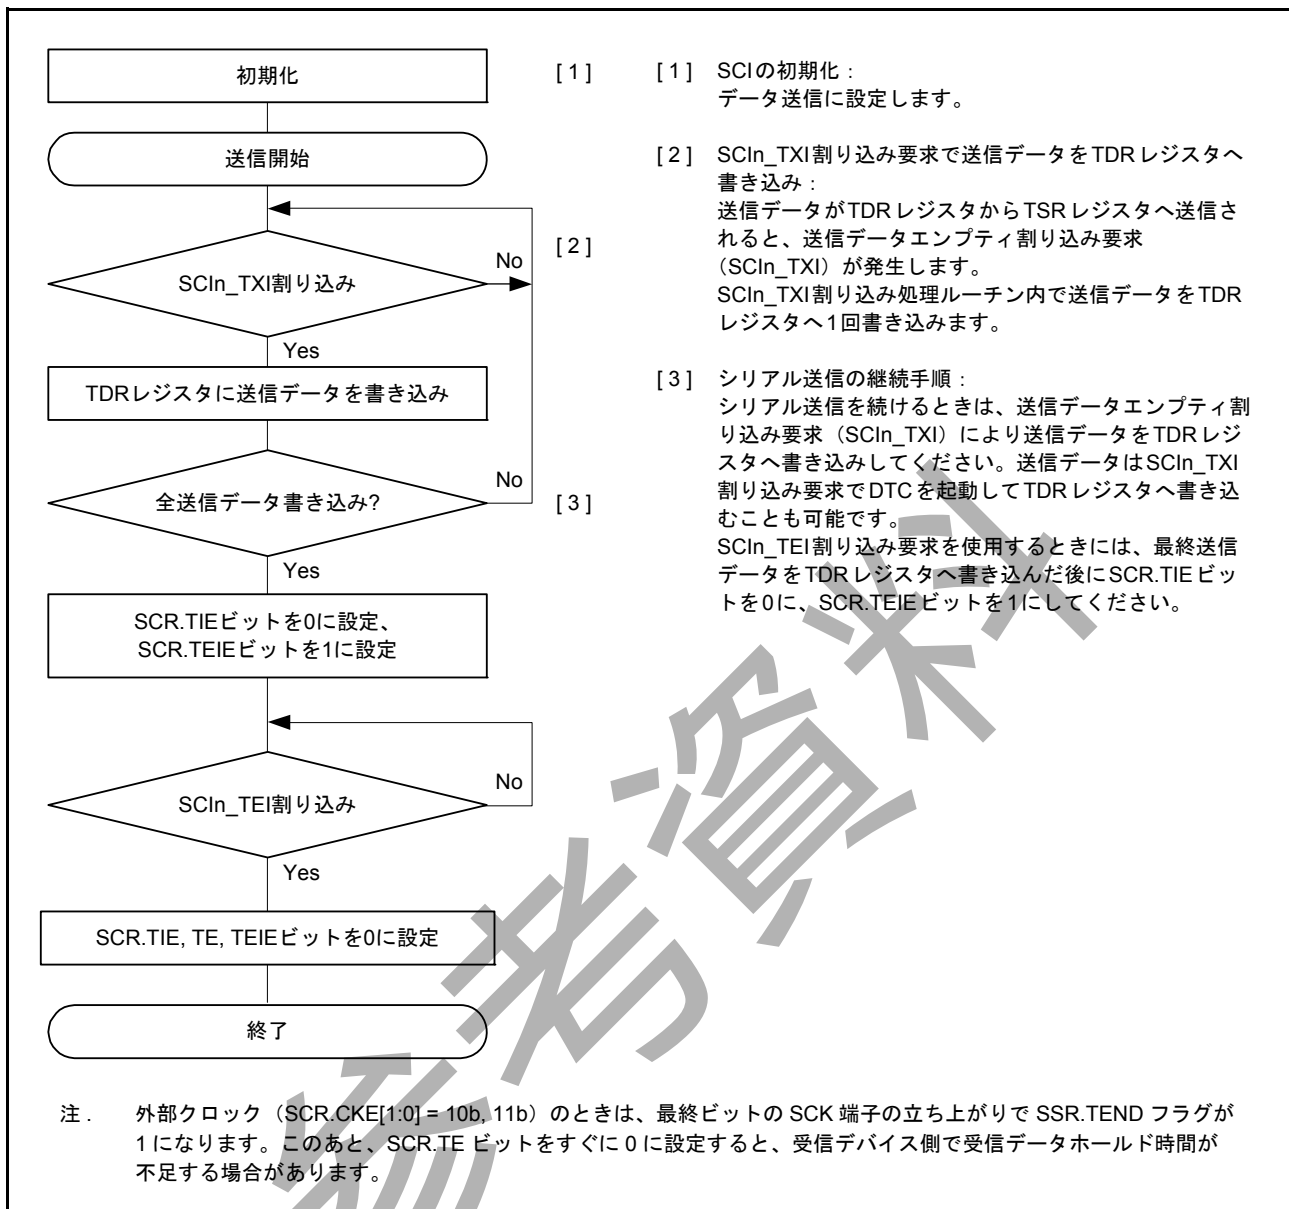 初期化
[ 1 ]
送信開始
SCIn_TXI割り込み
No
[ 2 ]
Yes
TDRレジスタに送信データを書き込み
全送信データ書き込み?
No
[ 3 ]
Yes
SCR.TIEビットを0に設定、
SCR.TEIEビットを1に設定
SCIn_TEI割り込み
No
Yes
SCR.TIE, TE, TEIEビットを0に設定
終了
[ 1 ] SCIの初期化：
データ送信に設定します。
[ 2 ] SCIn_TXI割り込み要求で送信データをTDRレジスタへ
書き込み：
送信データがTDRレジスタからTSRレジスタへ送信さ
れると、送信データエンプティ割り込み要求
（SCIn_TXI）が発生します。
SCIn_TXI割り込み処理ルーチン内で送信データをTDR
レジスタへ1回書き込みます。
[ 3 ] シリアル送信の継続手順：
シリアル送信を続けるときは、送信データエンプティ割
り込み要求（SCIn_TXI）により送信データをTDRレジ
スタへ書き込みしてください。送信データはSCIn_TXI
割り込み要求でDTCを起動してTDRレジスタへ書き込
むことも可能です。
SCIn_TEI割り込み要求を使用するときには、最終送信
データをTDRレジスタへ書き込んだ後にSCR.TIEビッ
トを0に、SCR.TEIEビットを1にしてください。
注 . 外部クロック（SCR.CKE[1:0] = 10b, 11b）のときは、最終ビットの SCK 端子の立ち上がりで SSR.TEND フラグが
1 になります。このあと、SCR.TE ビットをすぐに 0 に設定すると、受信デバイス側で受信データホールド時間が
不足する場合があります。
参考資料